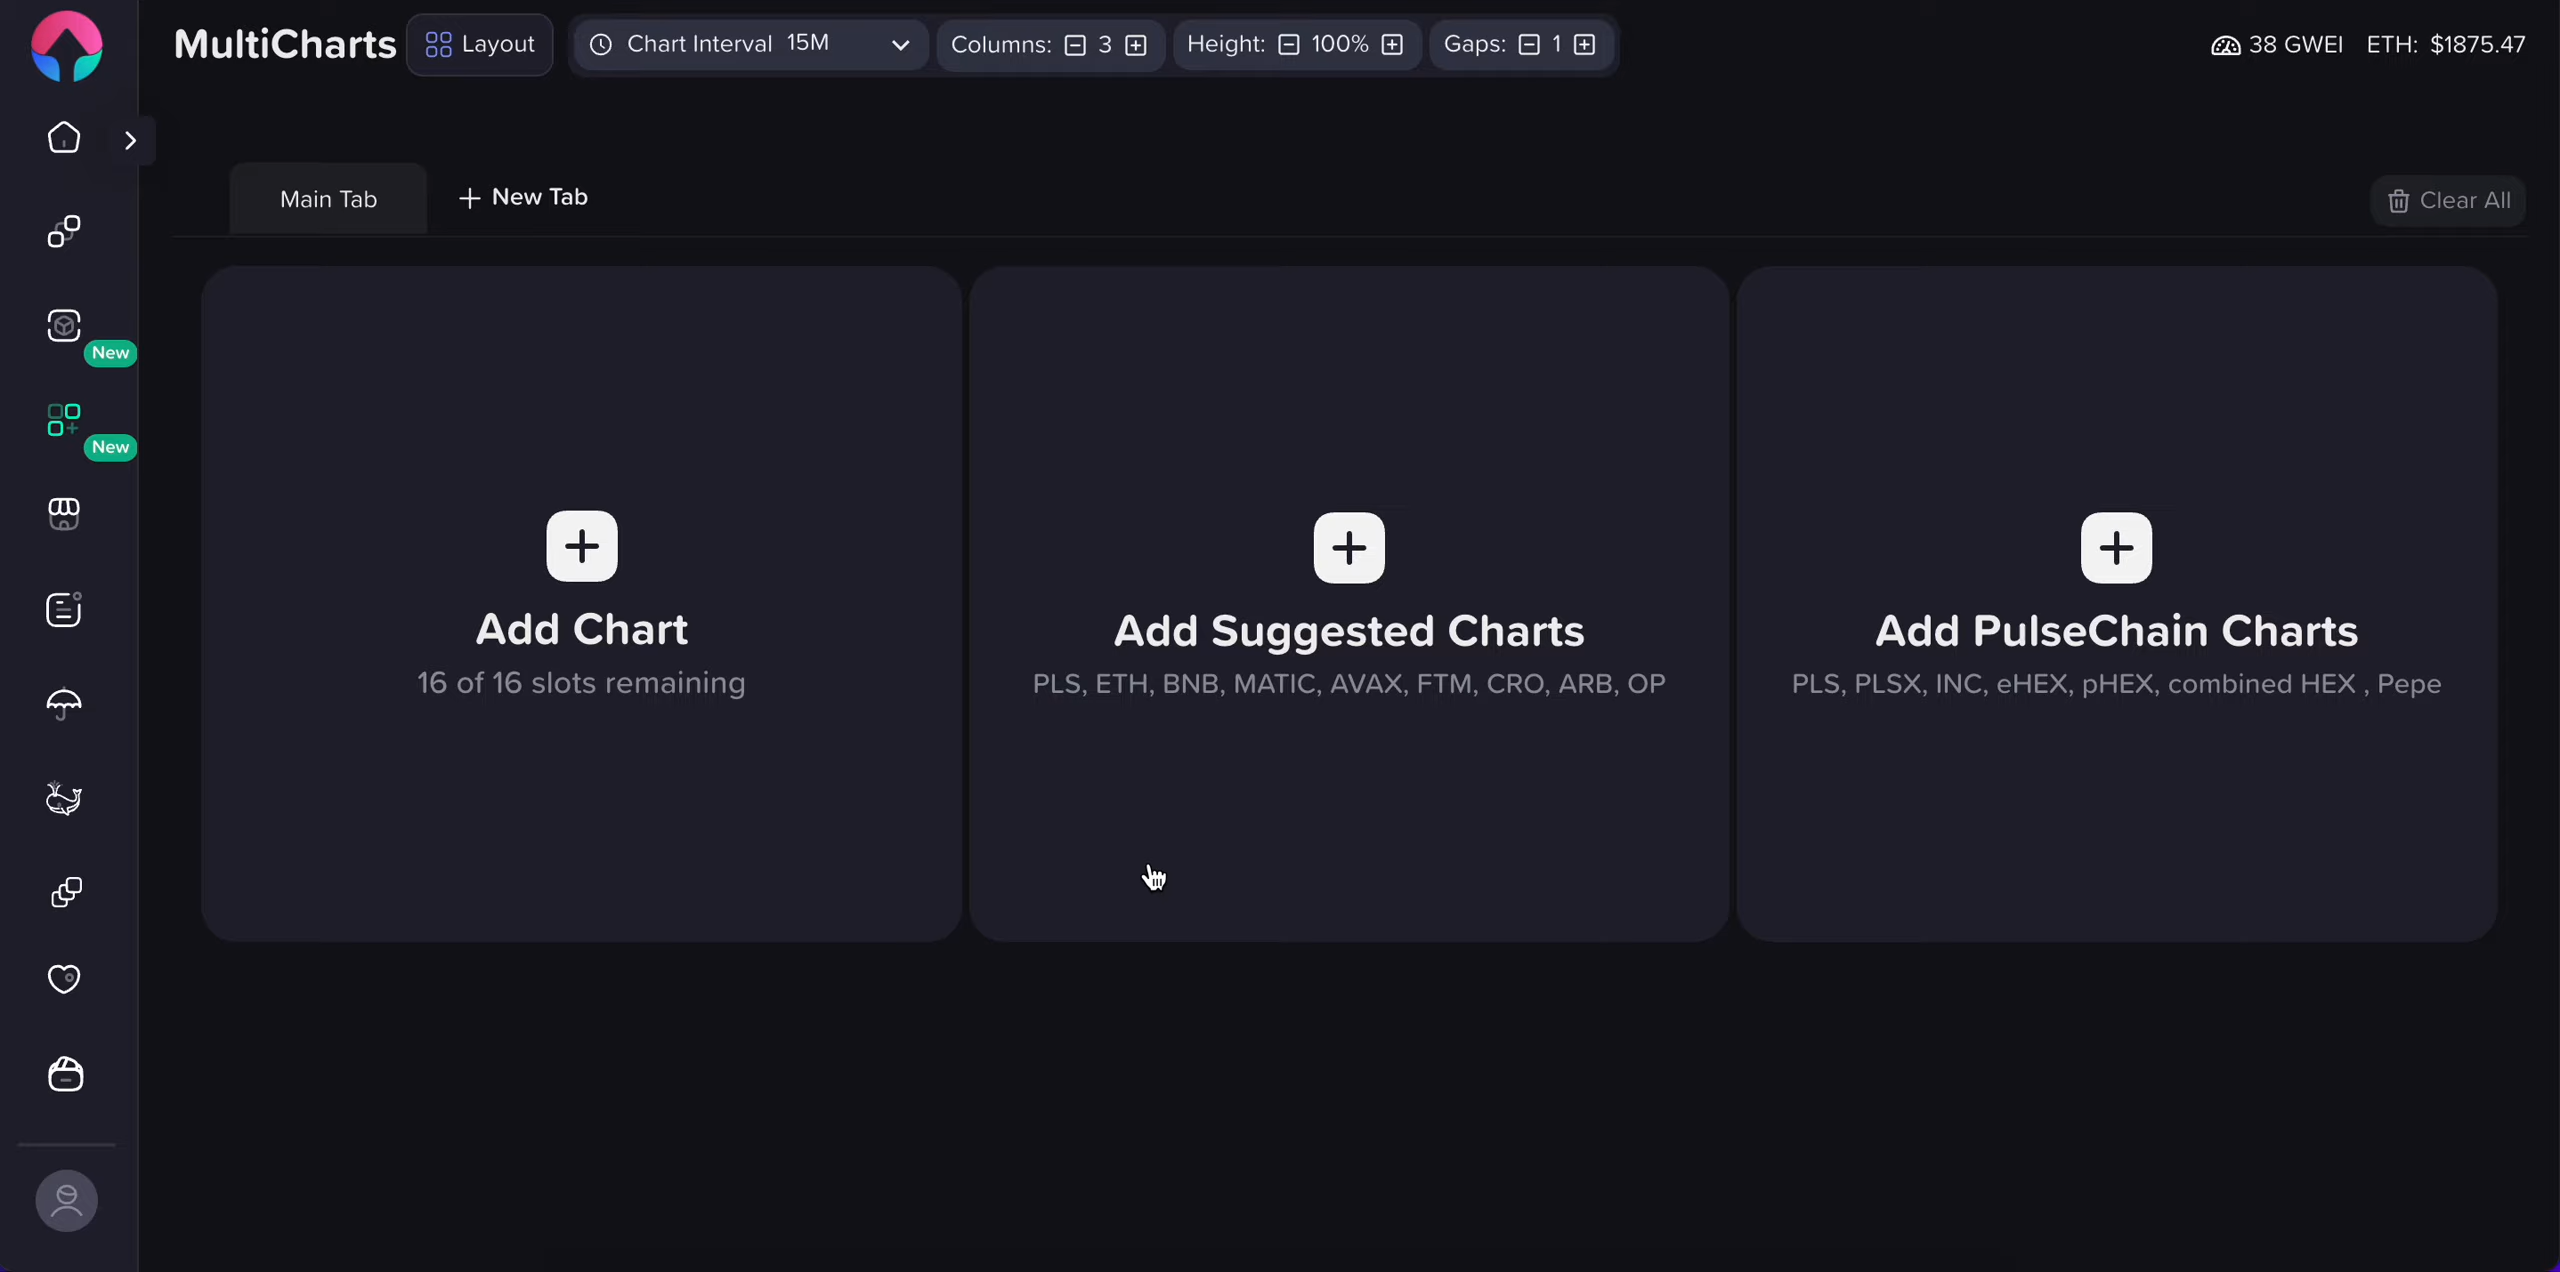 MultiCharts
Layout
Chart Interval 15M
Columns: 3
Height: 100%
Gaps: 1
38 GWEI ETH: $1875.47
Main Tab
New Tab
Clear All
New
New
Add Chart
16 of 16 slots remaining
Add Suggested Charts
PLS, ETH, BNB, MATIC, AVAX, FTM, CRO, ARB, OP
Add PulseChain Charts
PLS, PLSX, INC, eHEX, pHEX, combined HEX , Pepe